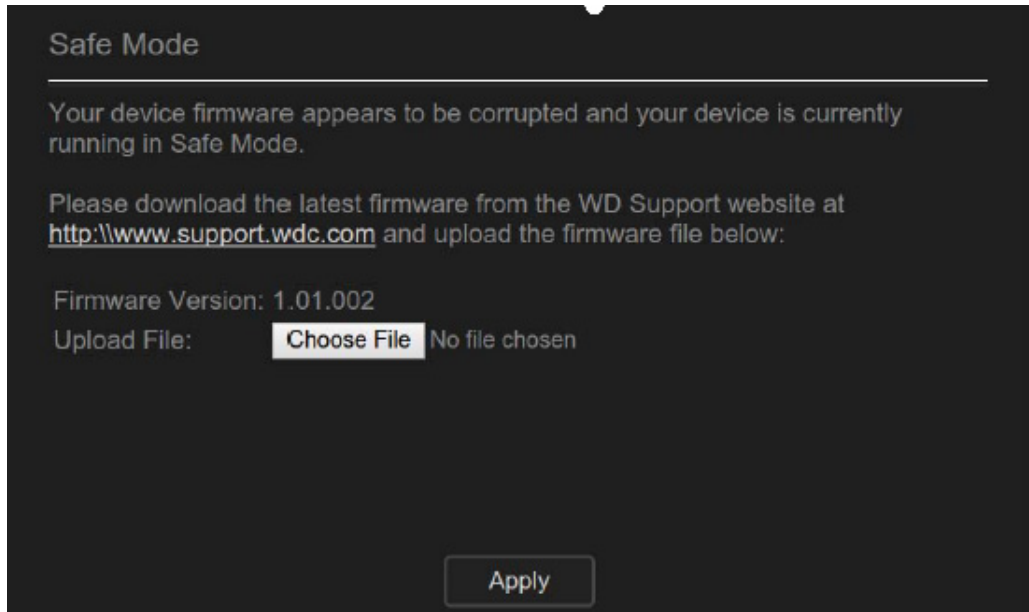 Safe Mode
Your device firmware appears to be corrupted and your device is currently
running in Safe Mode.
Please download the latest firmware from the WD Support website at
http:\\www.support.wdc.com and upload the firmware file below:
Firmware Version: 1.01.002
Upload File: Choose File No file chosen
Apply